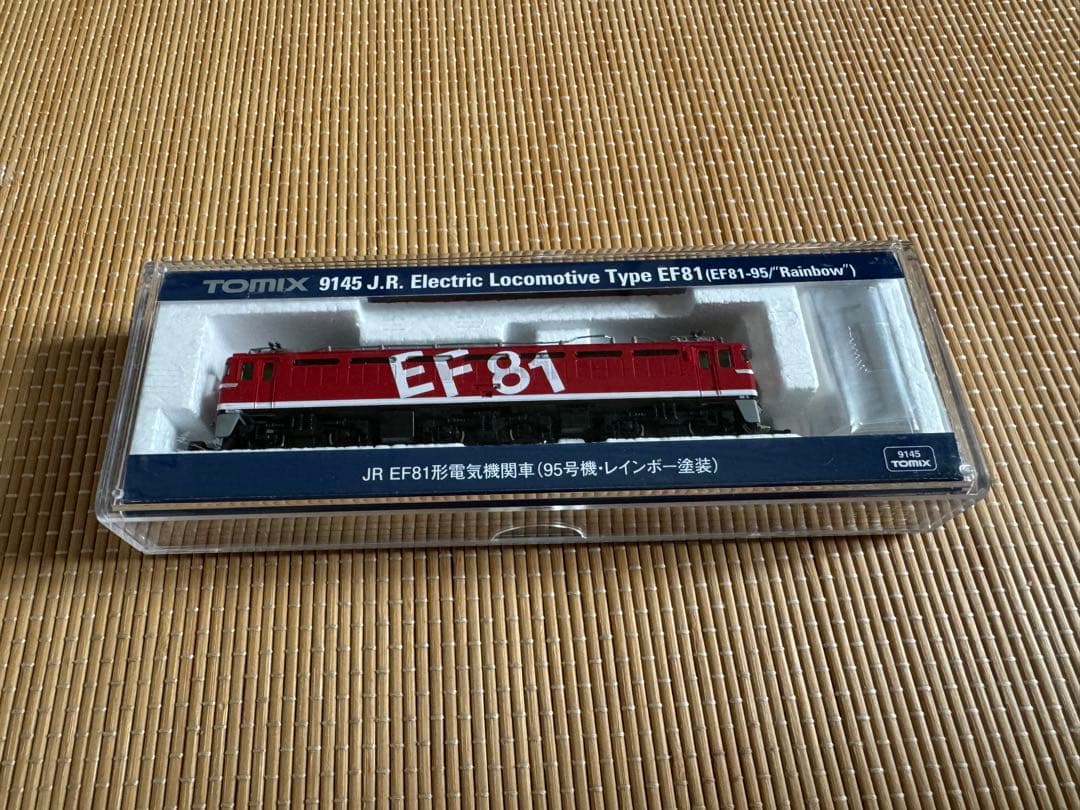 TOMIX 9145 J.R. Electric Locomotive Type EF81(EF81-95/"Rainbow")
EF81
JR EF81形電気機関車(95号機・レインボー塗装)
9145
TOMIX